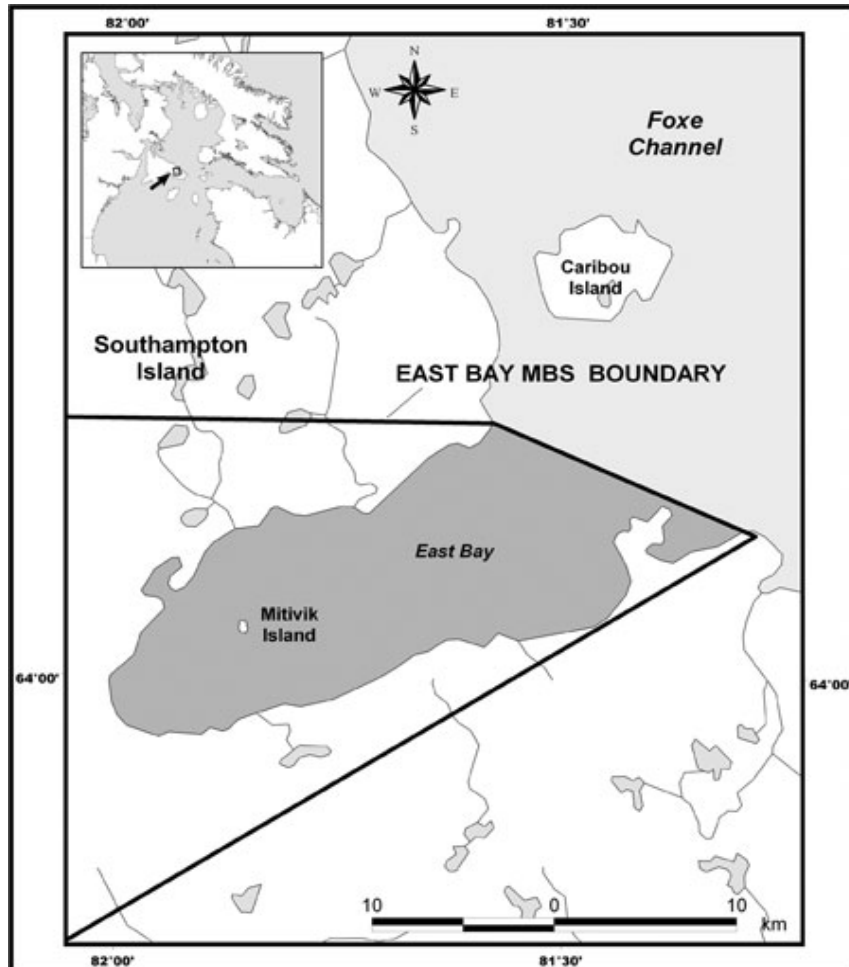 82°00'
81°30'
N
W
E
S
Foxe
Channel
Caribou
Island
Southampton
Island
EAST BAY MBS BOUNDARY
East Bay
Mitivik
Island
64°00'
64°00'
10
0
10
km
82°00'
81°30'